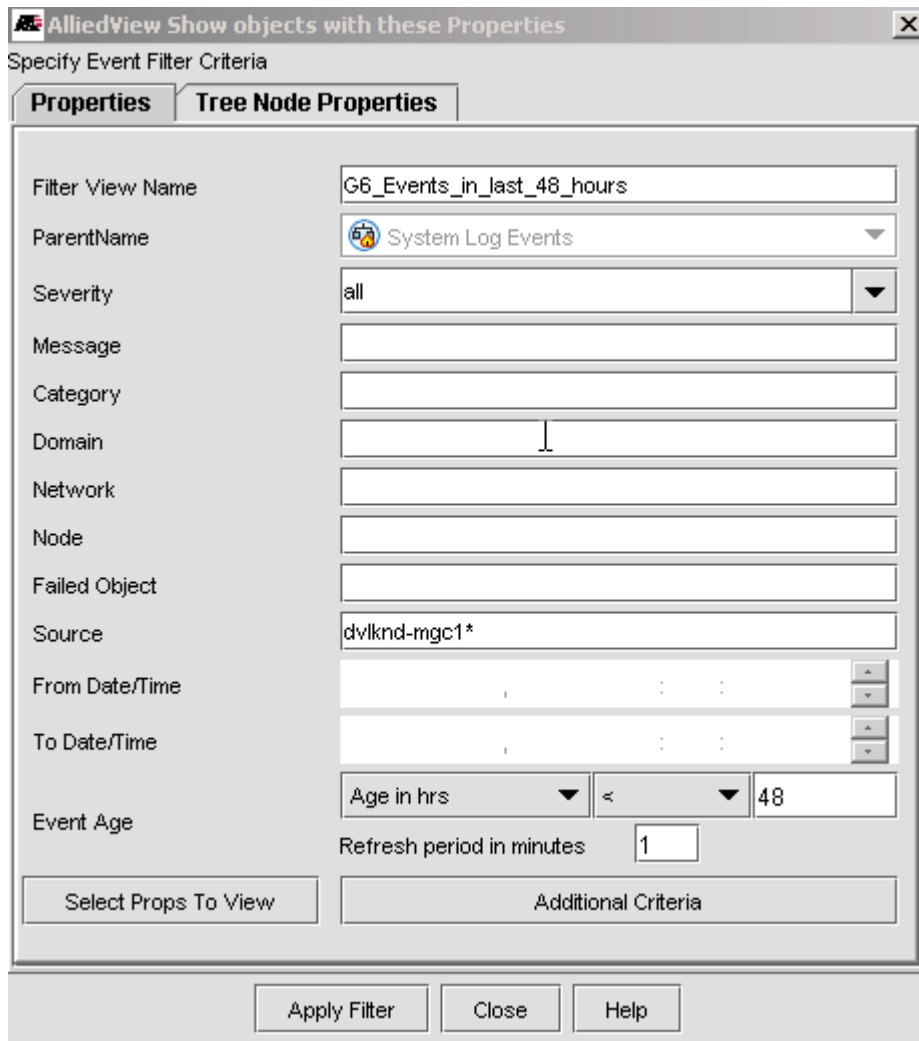 AlliedView Show objects with these Properties
Specify Event Filter Criteria
Properties Tree Node Properties
Filter View Name G6_Events_in_last_48_hours
ParentName System Log Events
Severity all
Message
Category
Domain
Network
Node
Failed Object
Source dvlknd-mgc1*
From Date/Time , : :
To Date/Time , : :
Event Age Age in hrs < 48
Refresh period in minutes 1
Select Props To View Additional Criteria
Apply Filter Close Help